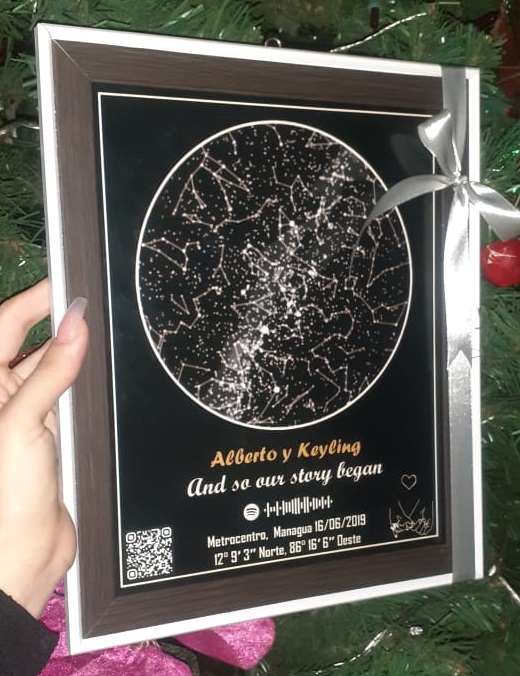 Alberto y Keyling
And so our story began
Metrocentro, Managua 16/06/2019
12° 9' 3" Norte, 86° 16' 6" Oeste